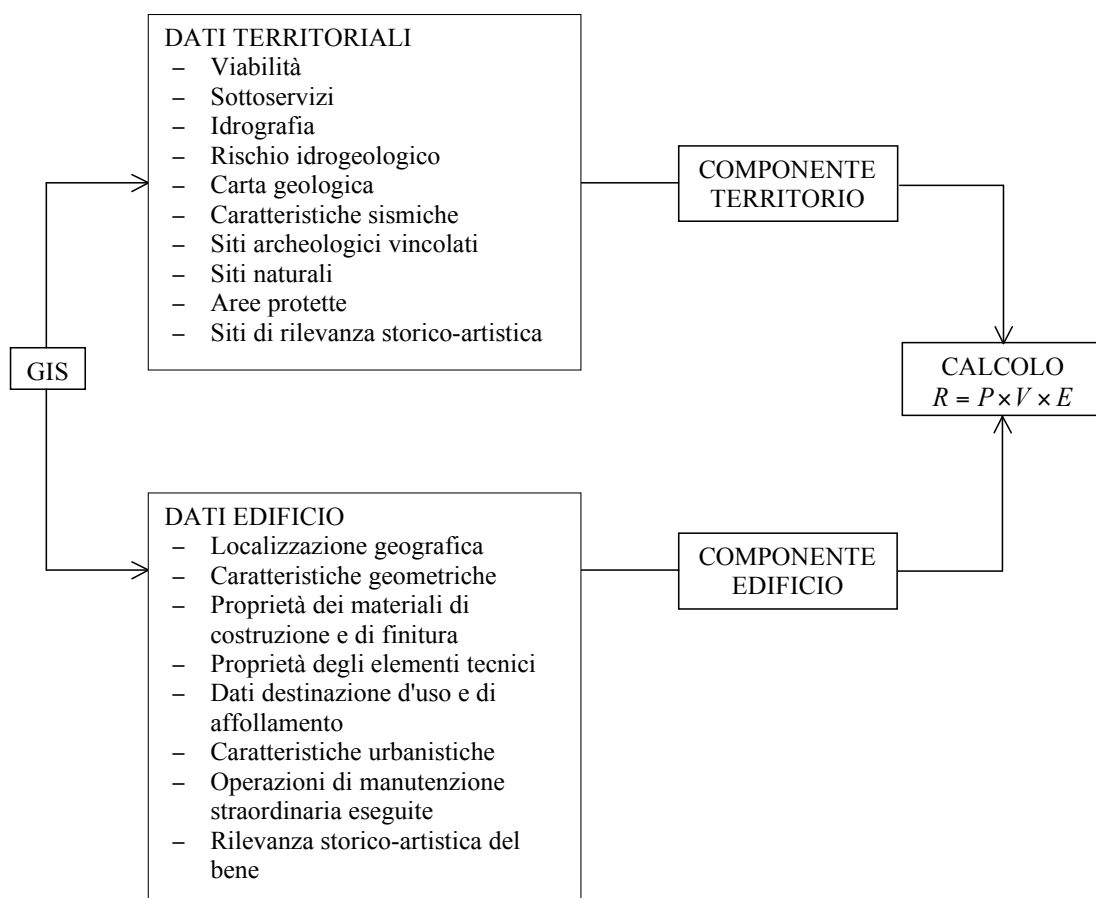 DATI TERRITORIALI
– Viabilità
– Sottoservizi
– Idrografia
– Rischio idrogeologico
– Carta geologica
– Caratteristiche sismiche
– Siti archeologici vincolati
– Siti naturali
– Aree protette
– Siti di rilevanza storico-artistica
COMPONENTE
TERRITORIO
GIS
CALCOLO
R = P × V × E
DATI EDIFICIO
– Localizzazione geografica
– Caratteristiche geometriche
– Proprietà dei materiali di
costruzione e di finitura
– Proprietà degli elementi tecnici
– Dati destinazione d'uso e di
affollamento
– Caratteristiche urbanistiche
– Operazioni di manutenzione
straordinaria eseguite
– Rilevanza storico-artistica del
bene
COMPONENTE
EDIFICIO